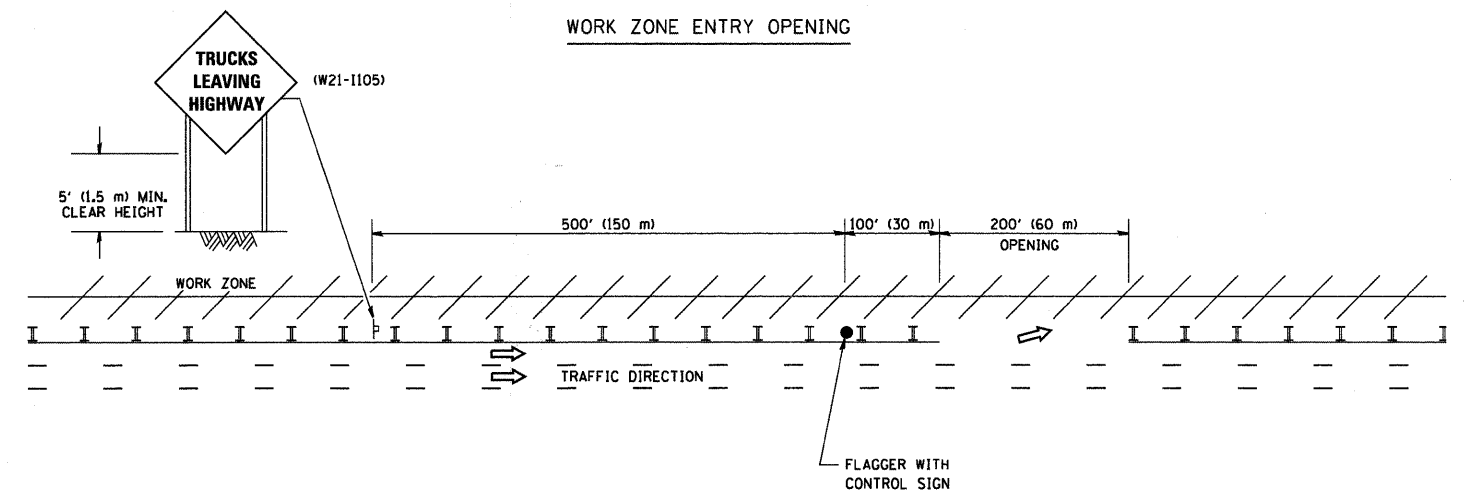 WORK ZONE ENTRY OPENING
TRUCKS
LEAVING
HIGHWAY
(W21-I105)
5' (1.5 m) MIN.
CLEAR HEIGHT
500' (150 m)
100' (30 m)
200' (60 m)
OPENING
WORK ZONE
TRAFFIC DIRECTION
FLAGGER WITH
CONTROL SIGN